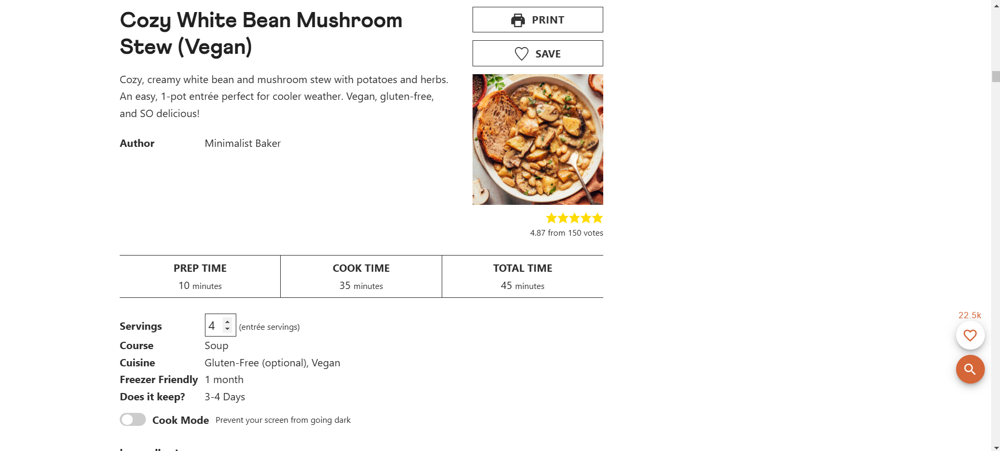 Cozy White Bean Mushroom
Stew (Vegan)
PRINT
SAVE
Cozy, creamy white bean and mushroom stew with potatoes and herbs.
An easy, 1-pot entrée perfect for cooler weather. Vegan, gluten-free,
and SO delicious!
Author Minimalist Baker
4.87 from 150 votes
PREP TIME COOK TIME TOTAL TIME
10 minutes 35 minutes 45 minutes
Servings 4 (entrée servings)
Course Soup
Cuisine Gluten-Free (optional), Vegan
Freezer Friendly 1 month
Does it keep? 3-4 Days
Cook Mode Prevent your screen from going dark
22.5k